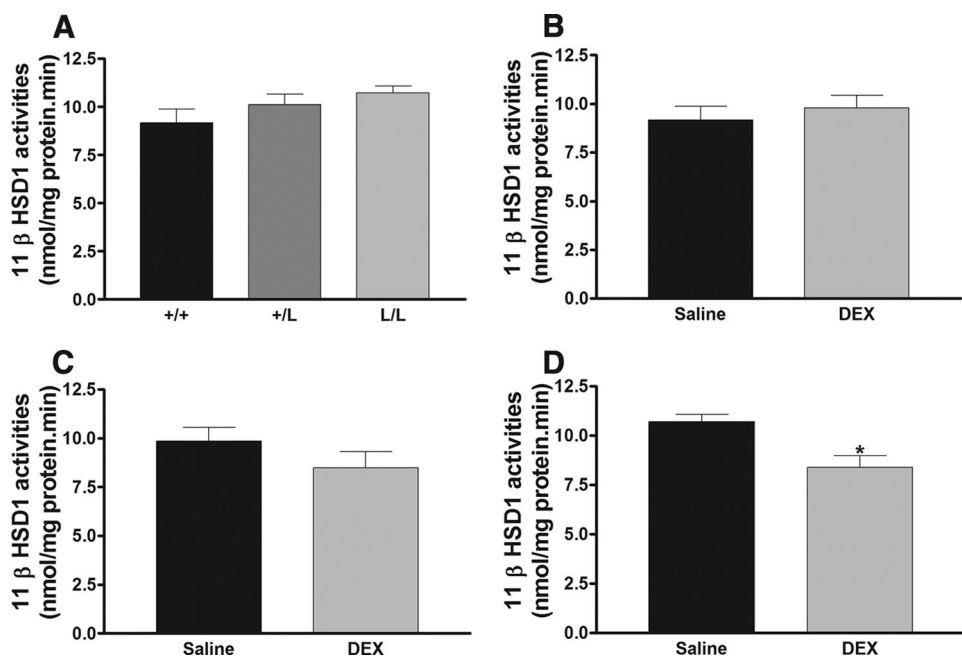 A
11 β HSD1 activities
(nmol/mg protein.min)
12.5
10.0
7.5
5.0
2.5
0.0
+/+ +/L L/L
B
11 β HSD1 activities
(nmol/mg protein.min)
12.5
10.0
7.5
5.0
2.5
0.0
Saline DEX
C
11 β HSD1 activities
(nmol/mg protein.min)
12.5
10.0
7.5
5.0
2.5
0.0
Saline DEX
D
11 β HSD1 activities
(nmol/mg protein.min)
12.5
10.0
7.5
5.0
2.5
0.0
*
Saline DEX